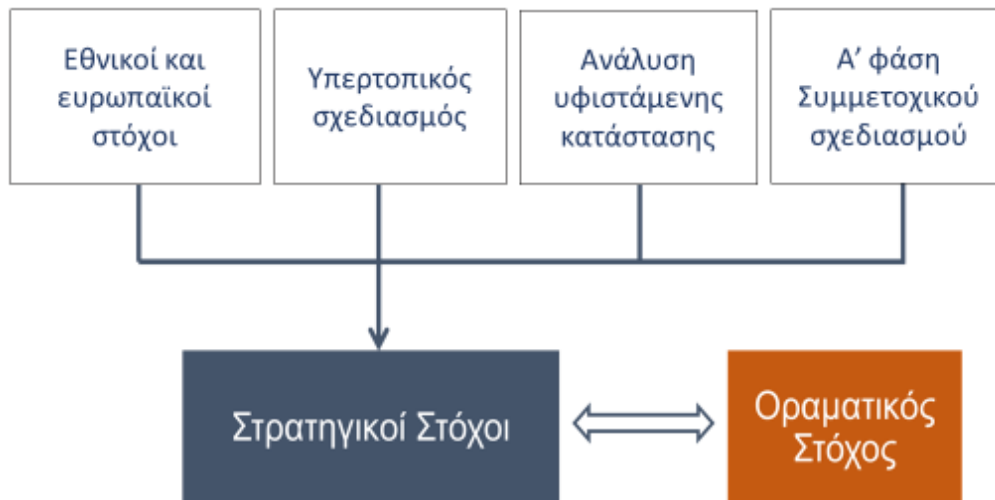 Εθνικοί και
ευρωπαϊκοί
στόχοι
Υπερτοπικός
σχεδιασμός
Ανάλυση
υφιστάμενης
κατάστασης
Α’ φάση
Συμμετοχικού
σχεδιασμού
Στρατηγικοί Στόχοι
Οραματικός
Στόχος